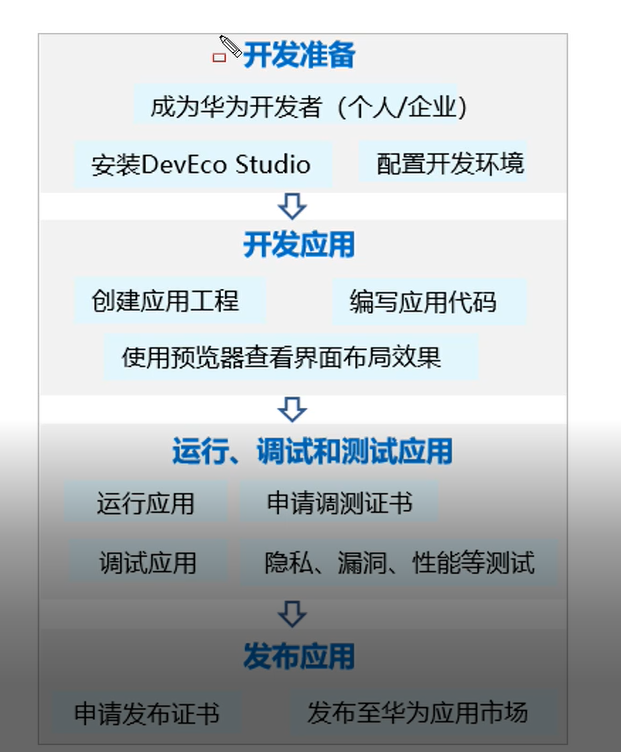 开发准备
成为华为开发者（个人/企业）
安装DevEco Studio 配置开发环境
开发应用
创建应用工程 编写应用代码
使用预览器查看界面布局效果
运行、调试和测试应用
运行应用 申请调测证书
调试应用 隐私、漏洞、性能等测试
发布应用
申请发布证书 发布至华为应用市场